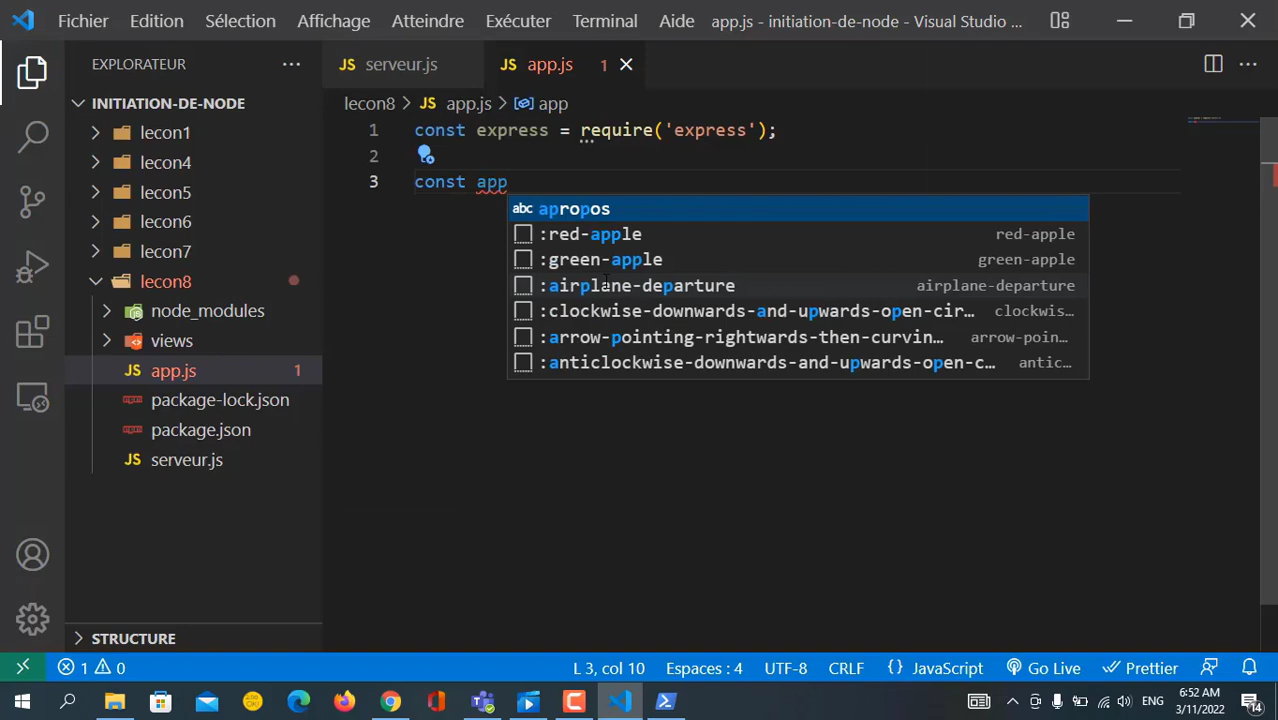 Fichier Edition Sélection Affichage Atteindre Exécuter Terminal Aide app.js - initiation-de-node - Visual Studio ...
EXPLORATEUR
INITIATION-DE-NODE
lecon1
lecon4
lecon5
lecon6
lecon7
lecon8
node_modules
views
JS app.js 1
package-lock.json
package.json
JS serveur.js
STRUCTURE
JS serveur.js JS app.js 1
lecon8 > JS app.js > app
1 const express = require('express');
2
3 const app
abc apropos
:red-apple red-apple
:green-apple green-apple
:airplane-departure airplane-departure
:clockwise-downwards-and-upwards-open-cir... clockwis...
:arrow-pointing-rightwards-then-curvin... arrow-poin...
:anticlockwise-downwards-and-upwards-open-c... antic...
1 0 L 3, col 10 Espaces : 4 UTF-8 CRLF {} JavaScript Go Live Prettier
ENG 6:52 AM
3/11/2022 14